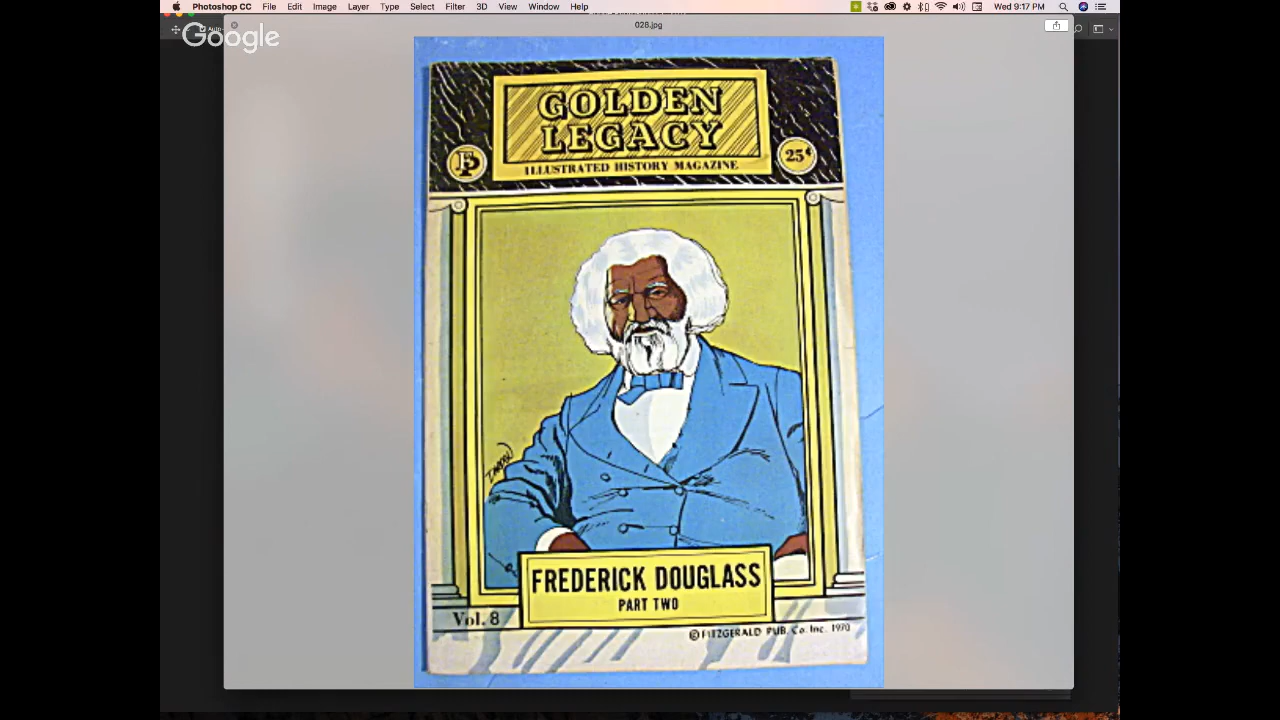 Photoshop CC File Edit Image Layer Type Select Filter 3D View Window Help Wed 9:17 PM
028.jpg
Google
GOLDEN
LEGACY
ILLUSTRATED HISTORY MAGAZINE
FP
25¢
TARPON
FREDERICK DOUGLASS
PART TWO
Vol. 8
© FITZGERALD PUB. Co. Inc. 1970